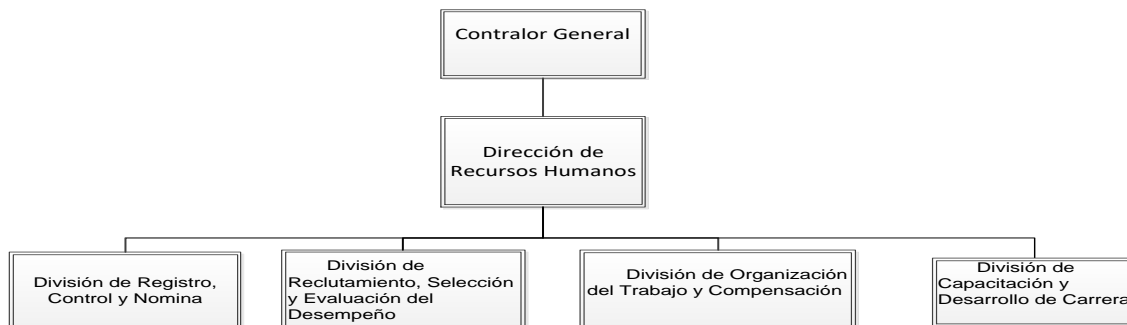 Contralor General
Dirección de
Recursos Humanos
División de Registro,
Control y Nomina
División de
Reclutamiento, Selección
y Evaluación del
Desempeño
División de Organización
del Trabajo y Compensación
División de
Capacitación y
Desarrollo de Carrera